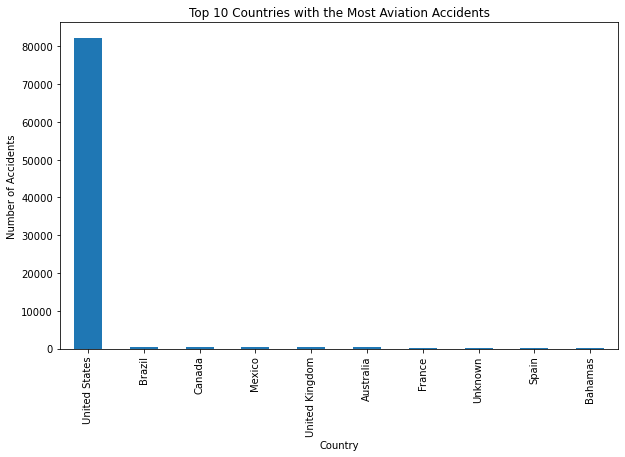 Top 10 Countries with the Most Aviation Accidents
Number of Accidents
80000
70000
60000
50000
40000
30000
20000
10000
0
United States
Brazil
Canada
Mexico
United Kingdom
Australia
France
Unknown
Spain
Bahamas
Country